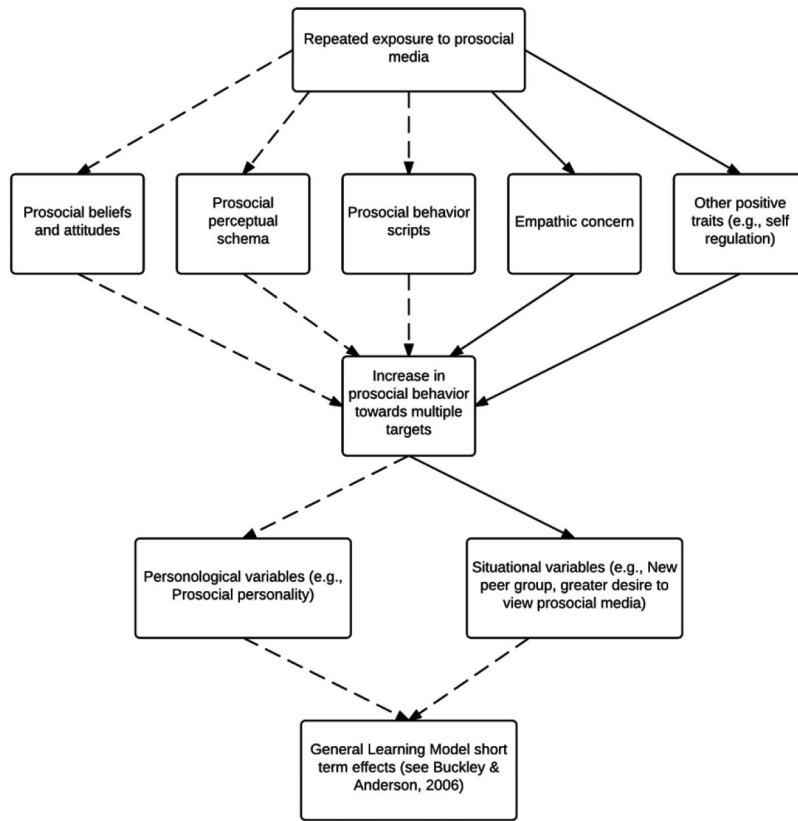 Repeated exposure to prosocial
media
Prosocial beliefs
and attitudes
Prosocial
perceptual
schema
Prosocial behavior
scripts
Empathic concern
Other positive
traits (e.g., self
regulation)
Increase in
prosocial behavior
towards multiple
targets
Personological variables (e.g.,
Prosocial personality)
Situational variables (e.g., New
peer group, greater desire to
view prosocial media)
General Learning Model short
term effects (see Buckley &
Anderson, 2006)